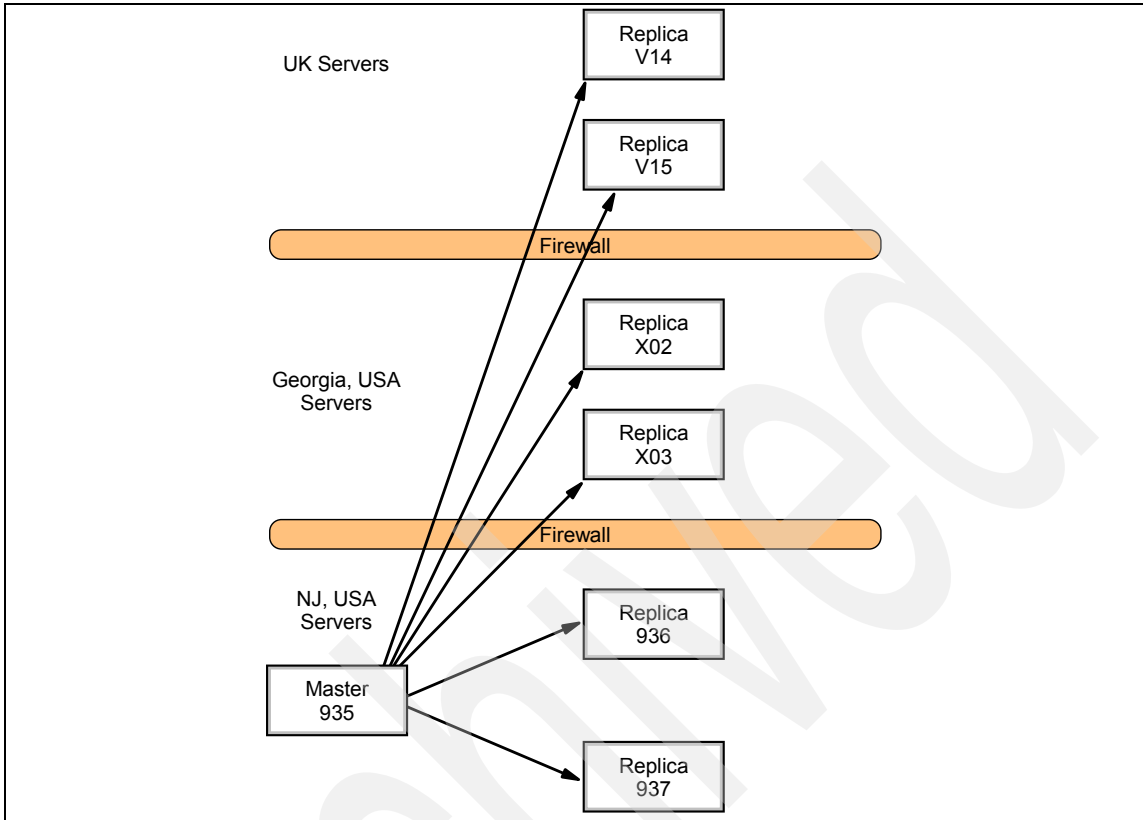 Replica
V14
UK Servers
Replica
V15
Firewall
Replica
X02
Georgia, USA
Servers
Replica
X03
Firewall
NJ, USA
Servers
Replica
936
Master
935
Replica
937